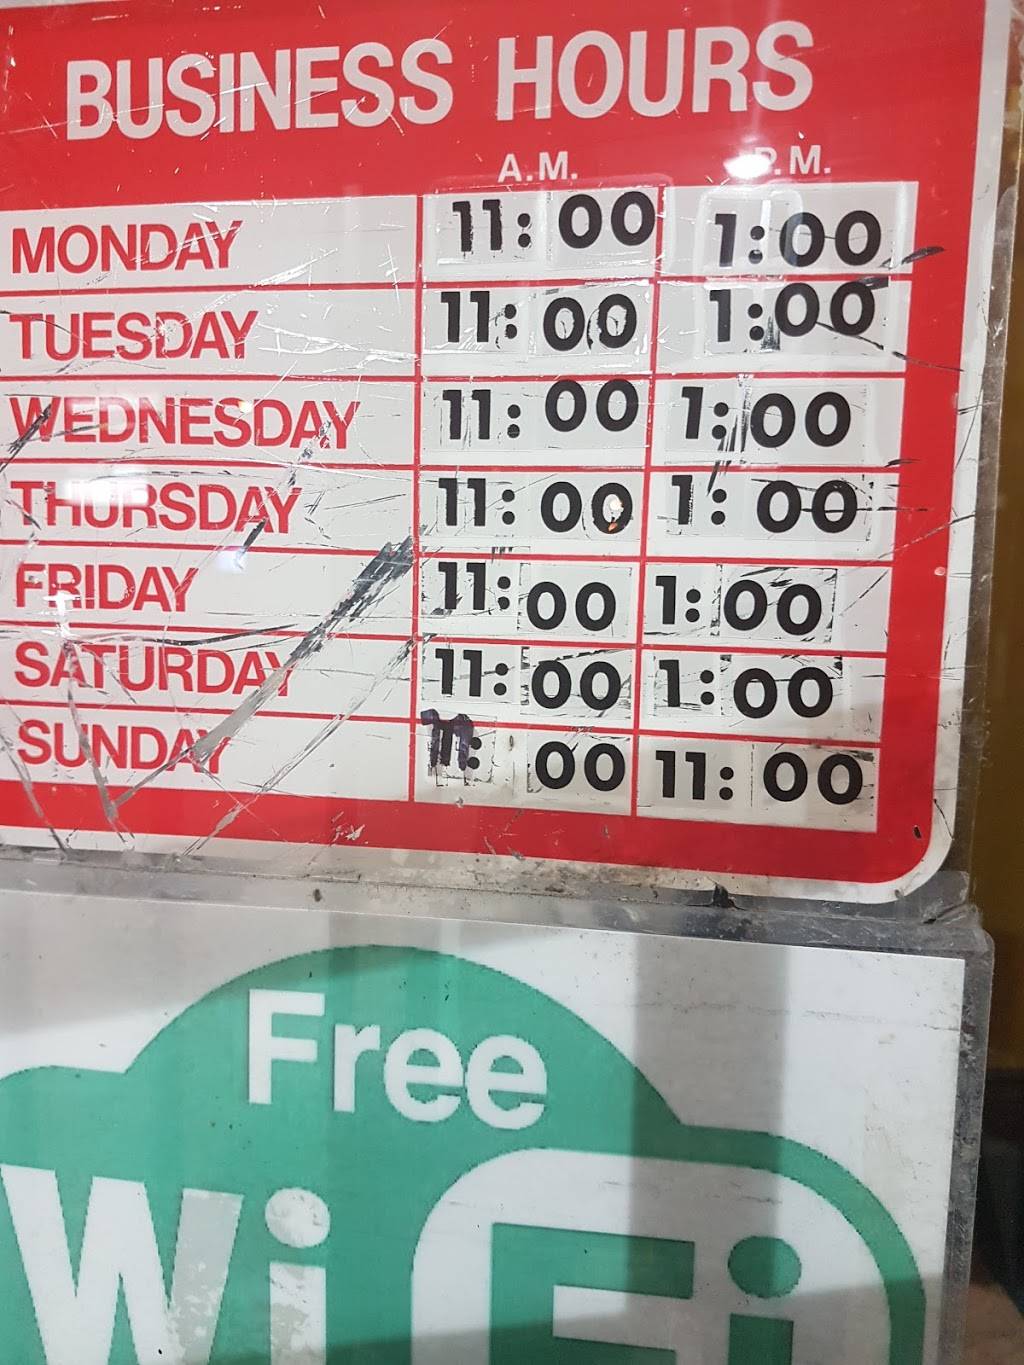 BUSINESS HOURS
A.M. P.M.
MONDAY 11:00 1:00
TUESDAY 11:00 1:00
WEDNESDAY 11:00 1:00
THURSDAY 11:00 1:00
FRIDAY 11:00 1:00
SATURDAY 11:00 1:00
SUNDAY 11:00 11:00
Free
Wi Fi